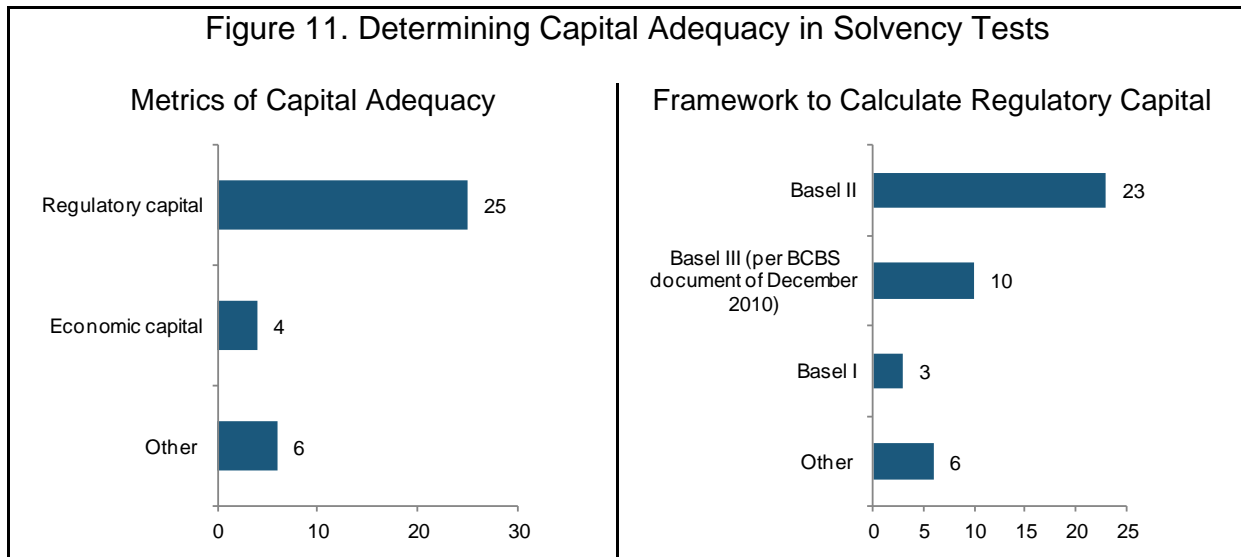 Figure 11. Determining Capital Adequacy in Solvency Tests
Metrics of Capital Adequacy
Regulatory capital
25
Economic capital
4
Other
6
0 10 20 30
Framework to Calculate Regulatory Capital
Basel II
23
Basel III (per BCBS
document of December
2010)
10
Basel I
3
Other
6
0 5 10 15 20 25